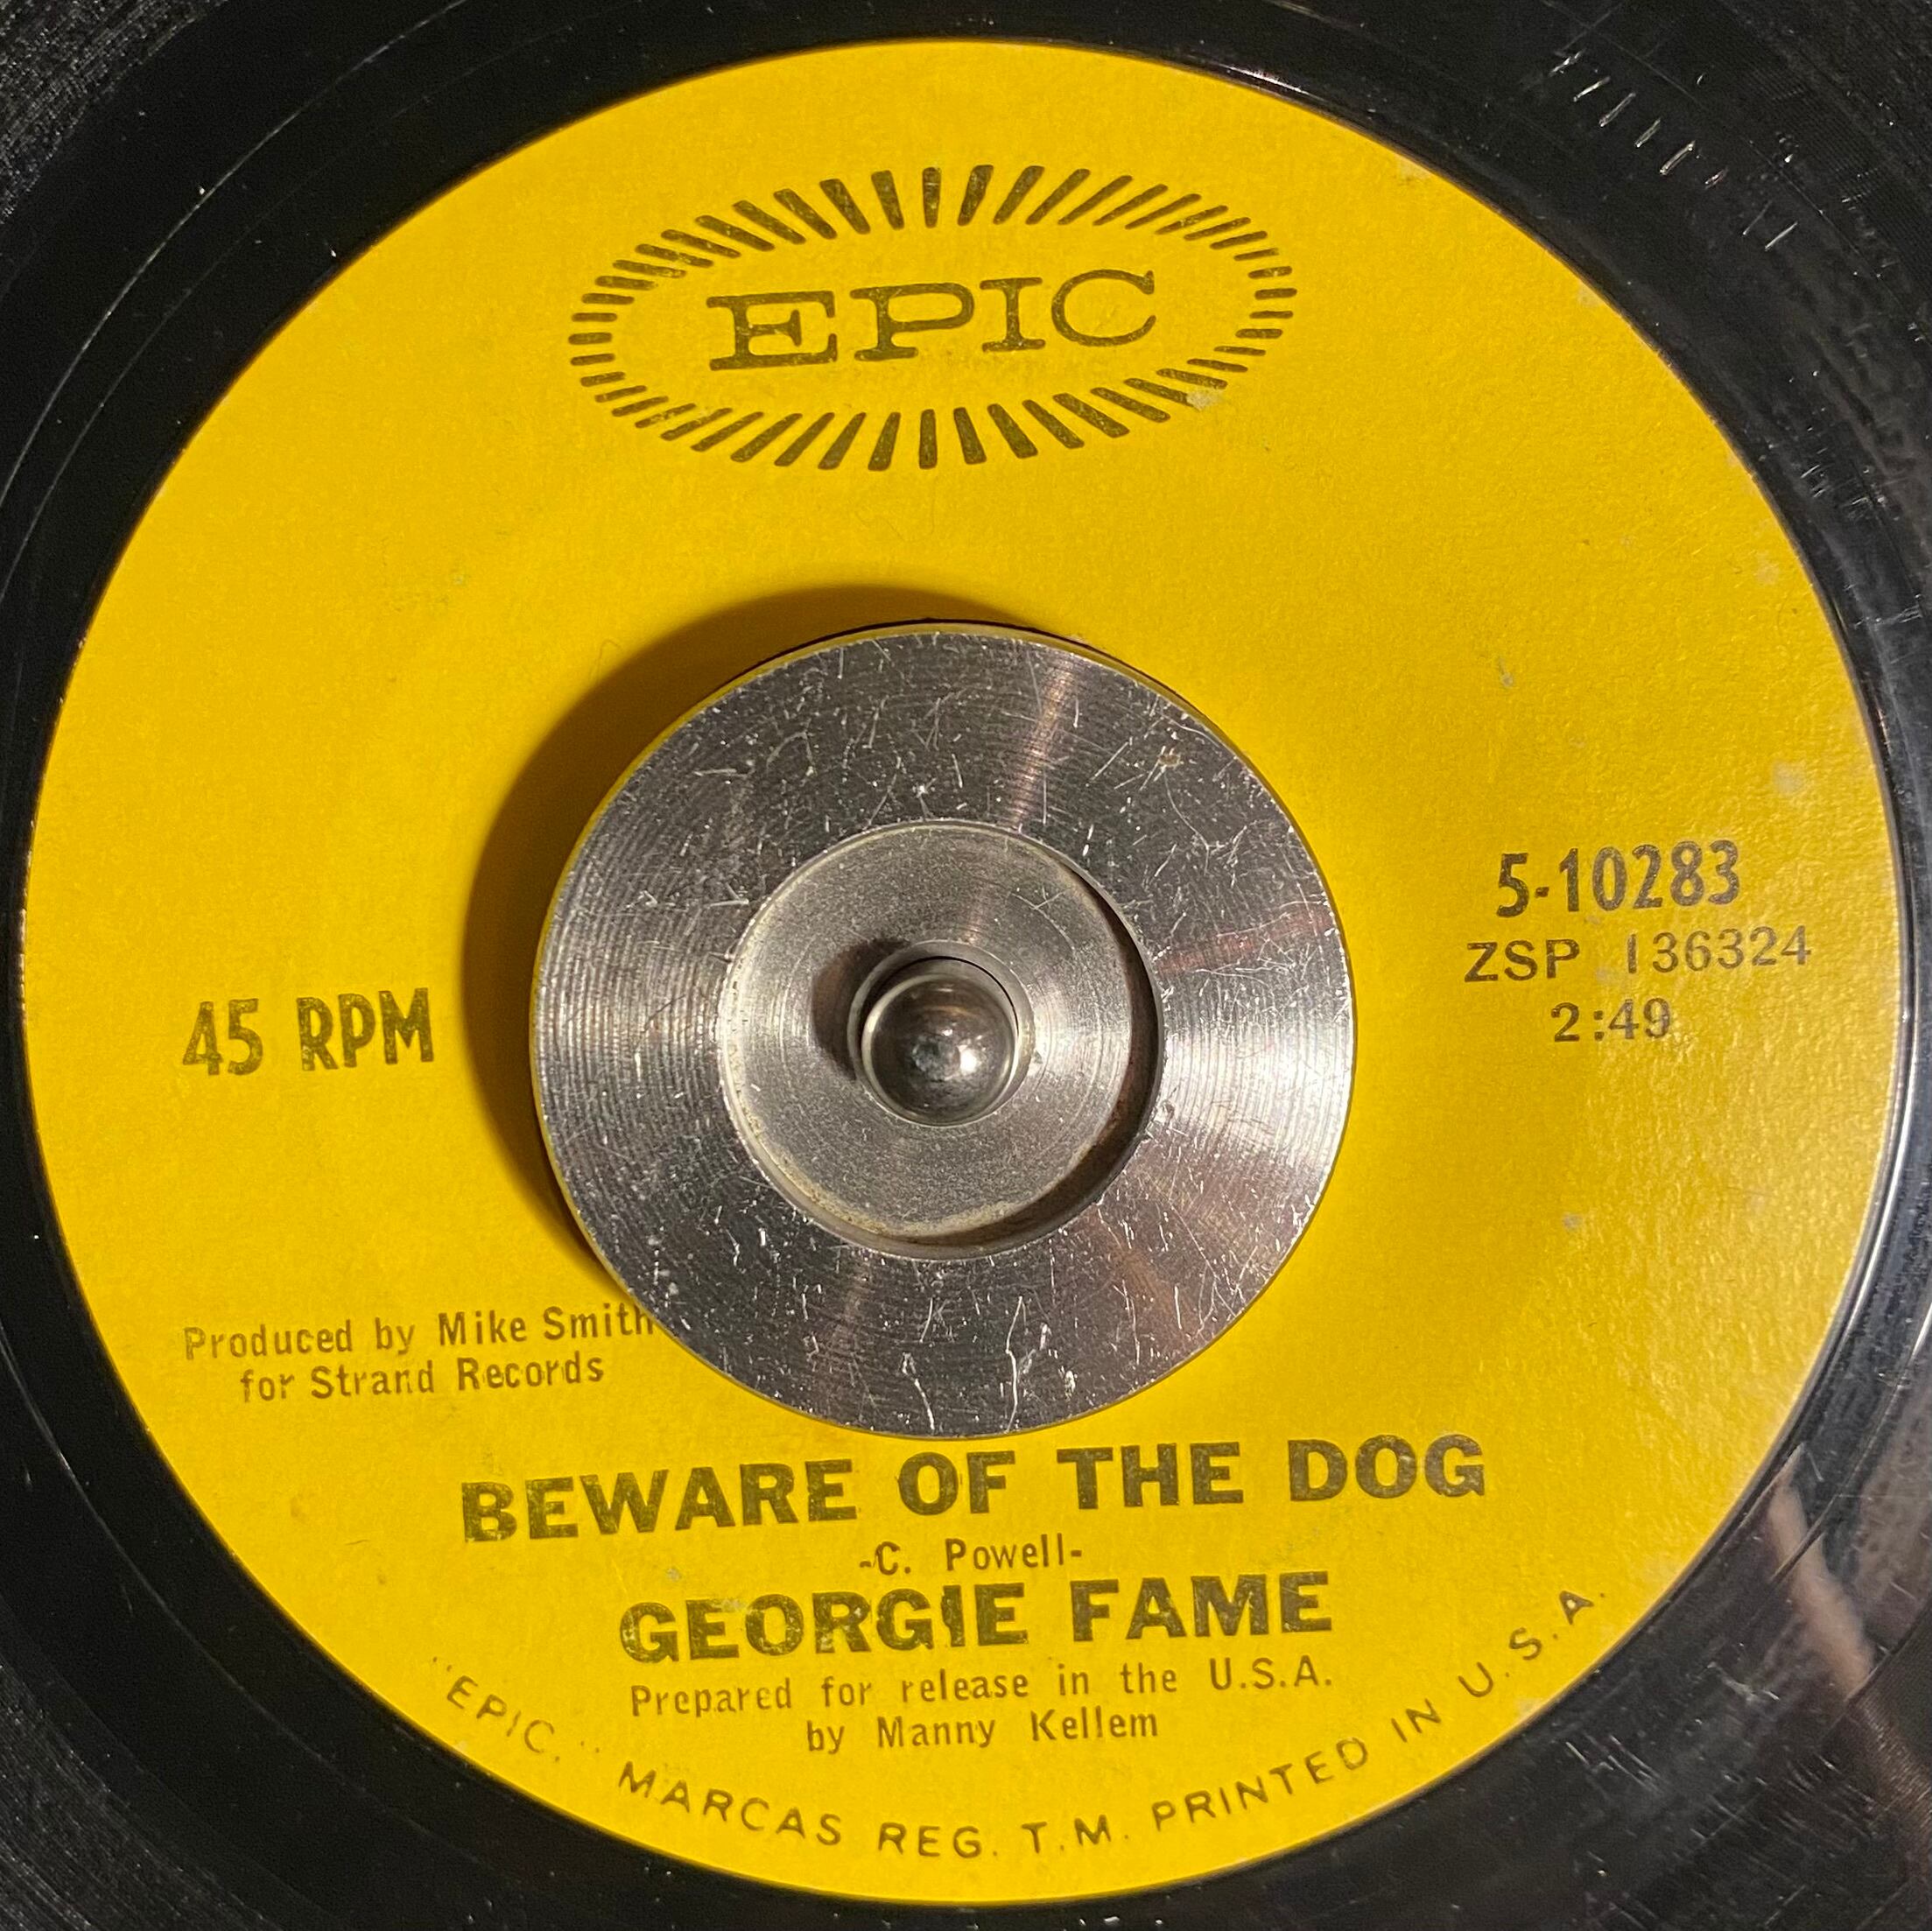 EPIC
5-10283
ZSP 136324
2:49
45 RPM
Produced by Mike Smith
for Strand Records
BEWARE OF THE DOG
-C. Powell-
GEORGIE FAME
Prepared for release in the U.S.A.
by Manny Kellem
"EPIC," MARCAS REG. T.M. PRINTED IN U.S.A.